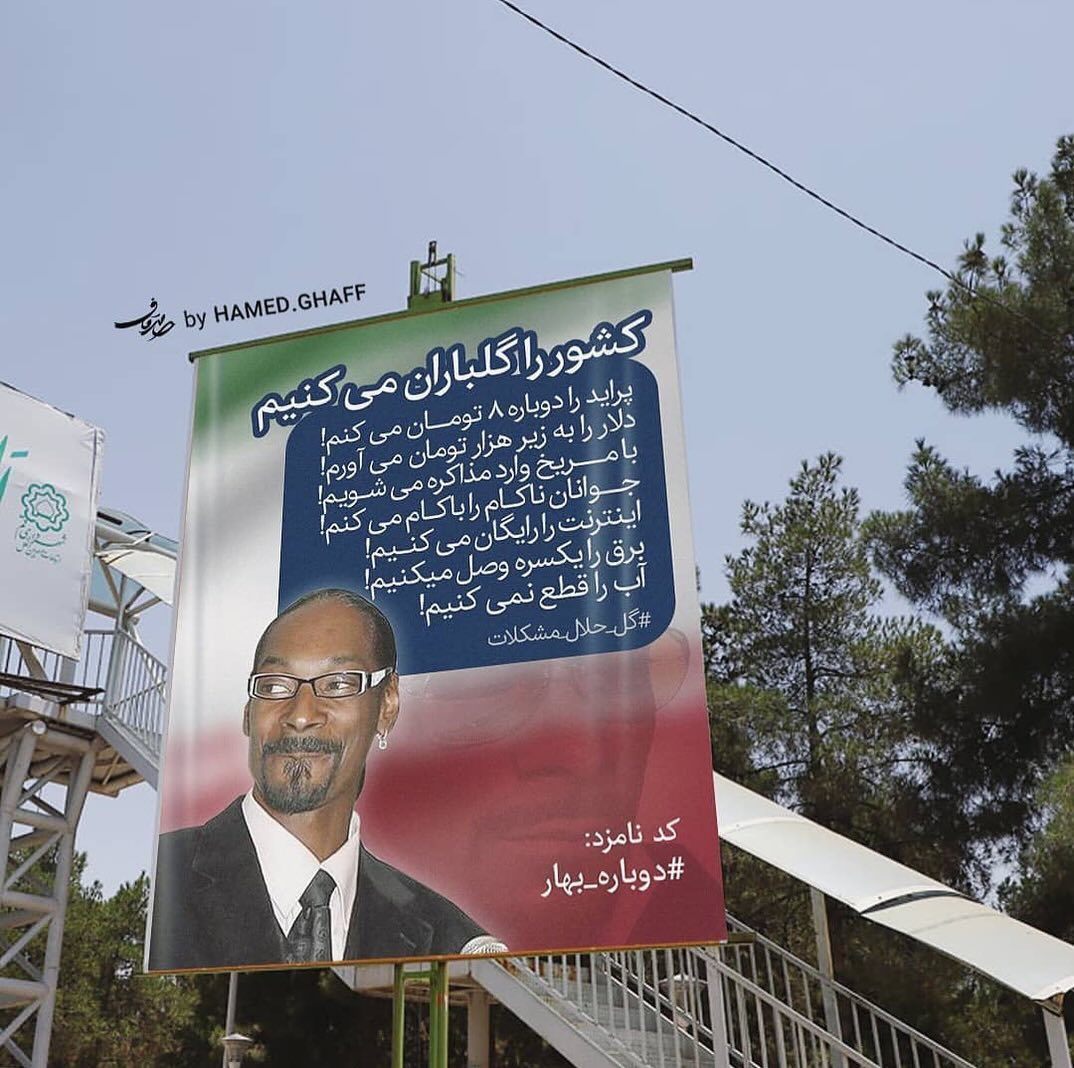 by HAMED.GHAFF
کشور را گلباران می کنیم
پراید را دوباره ۸ تومان می کنم!
دلار را به زیر هزار تومان می آورم!
با مریخ وارد مذاکره می شویم!
جوانان ناکام را باکام می کنم!
اینترنت را رایگان می کنیم!
برق را یکسره وصل میکنیم!
آب را قطع نمی کنیم!
#گل_حلال_مشکلات
کد نامزد:
#دوباره_بهار